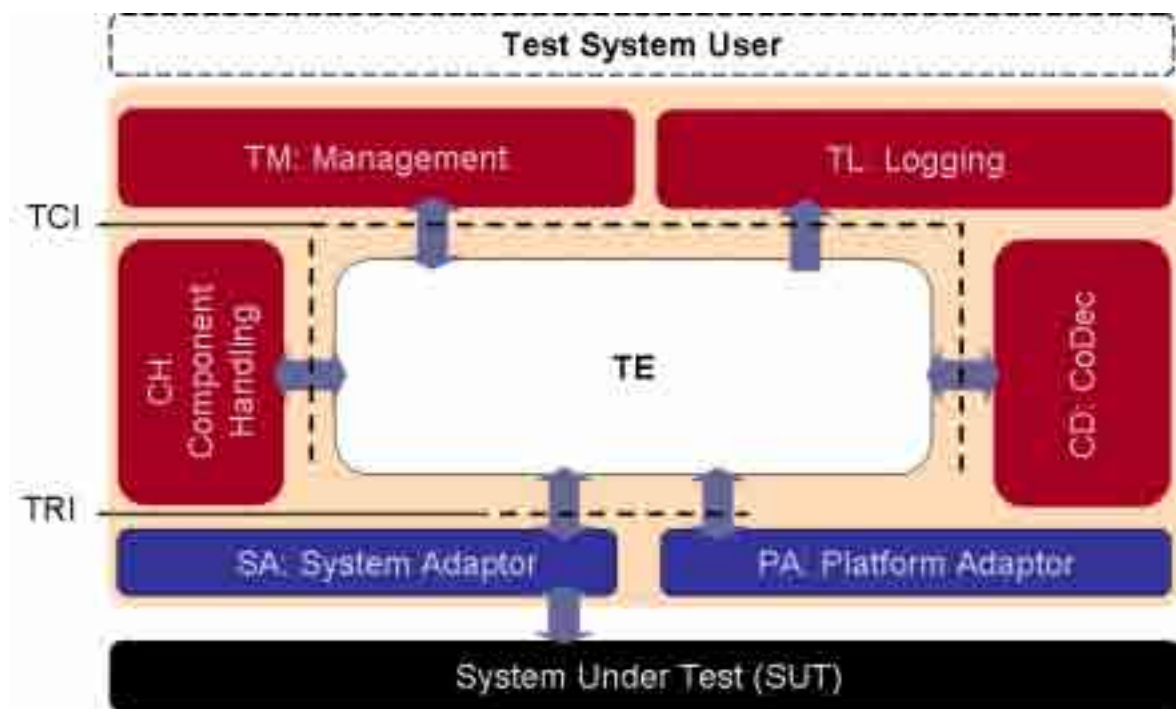 Test System User
TM: Management
TL: Logging
TCI
CH:
Component
Handling
TE
CD: CoDec
TRI
SA: System Adaptor
PA: Platform Adaptor
System Under Test (SUT)